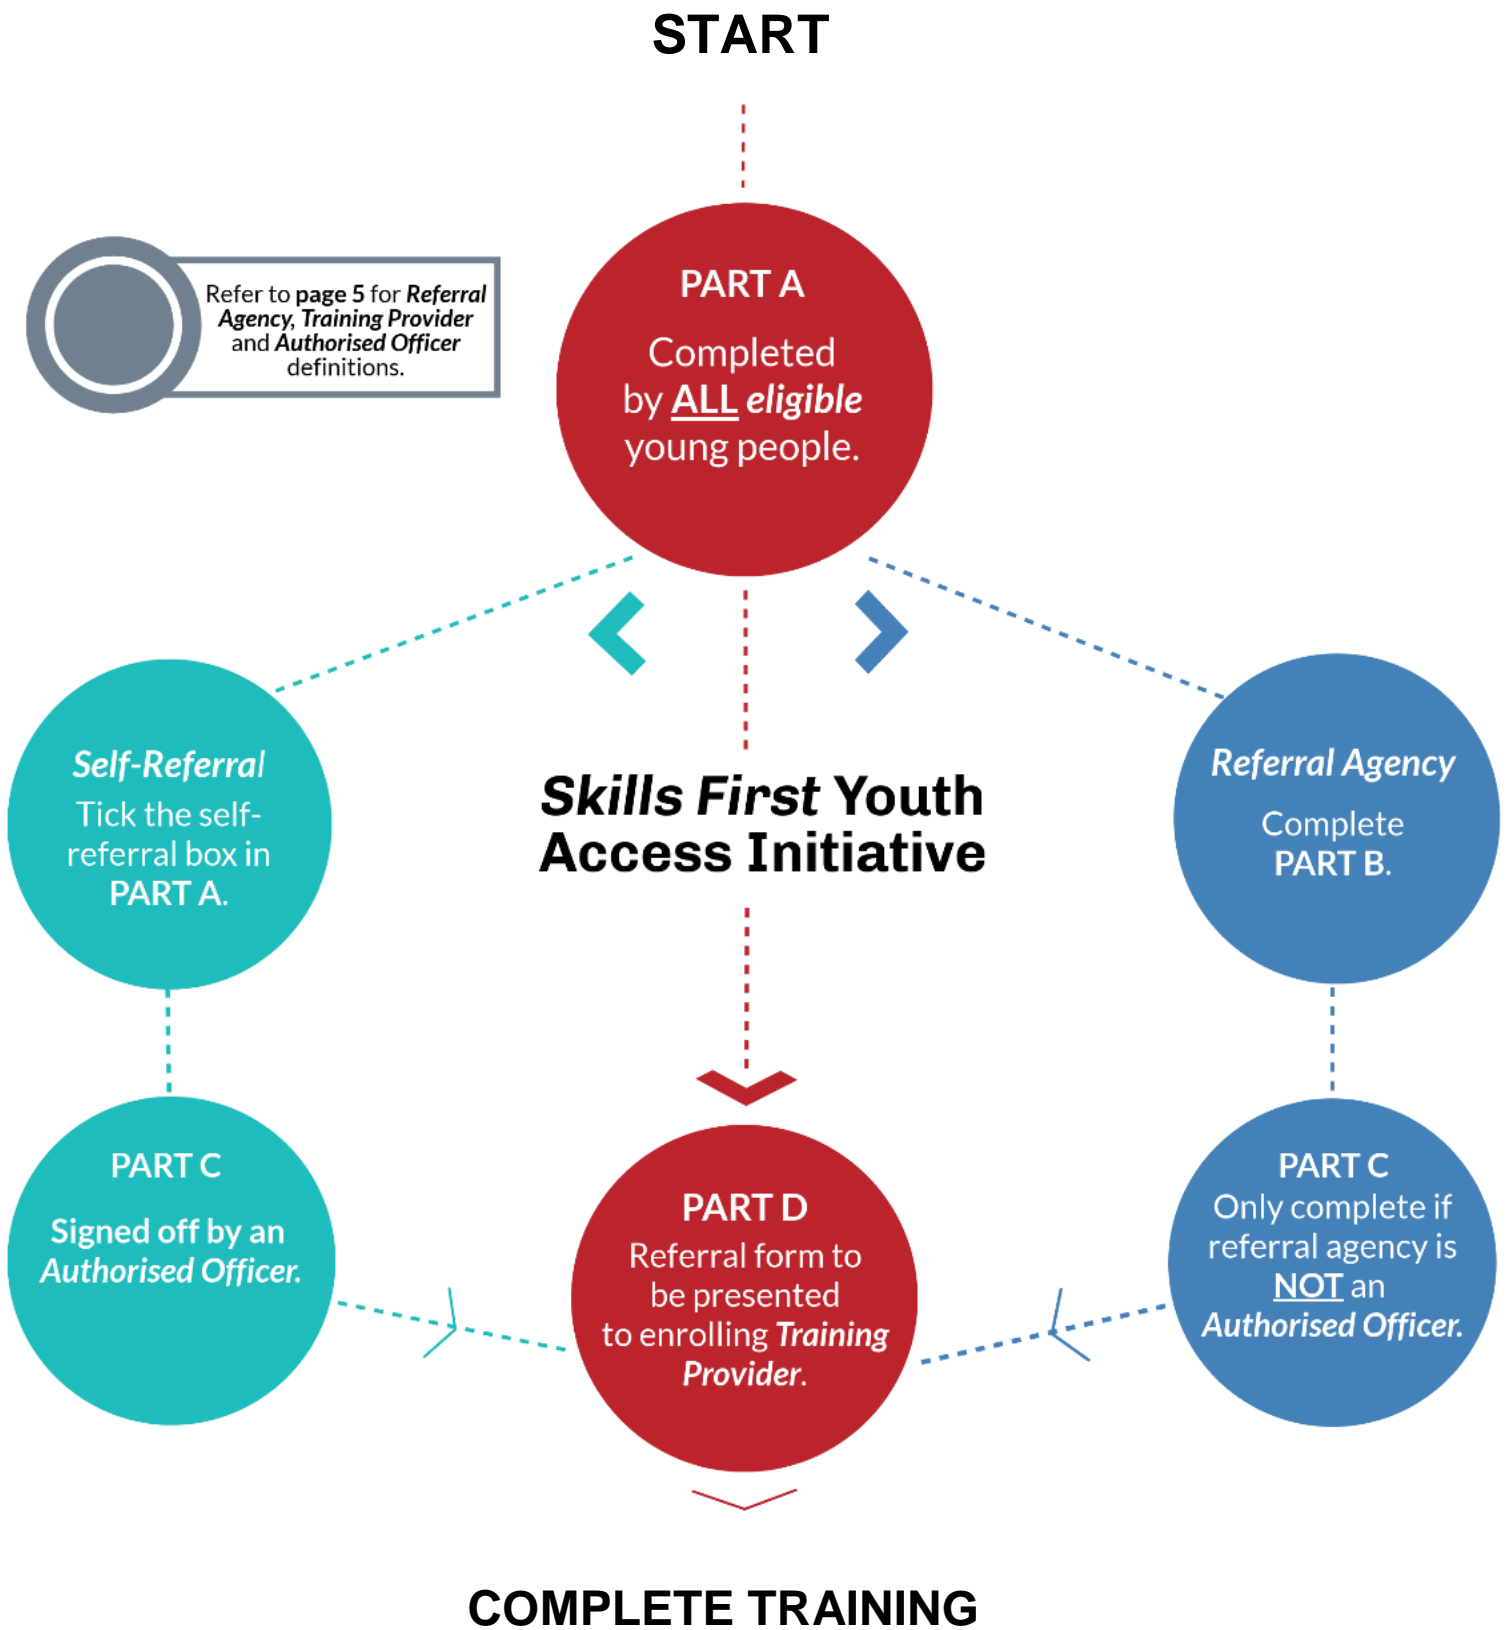 START
Refer to page 5 for Referral
Agency, Training Provider
and Authorised Officer
definitions.
PART A
Completed
by ALL eligible
young people.
Self-Referral
Tick the self-
referral box in
PART A.
Skills First Youth
Access Initiative
Referral Agency
Complete
PART B.
PART C
Signed off by an
Authorised Officer.
PART D
Referral form to
be presented
to enrolling Training
Provider.
PART C
Only complete if
referral agency is
NOT an
Authorised Officer.
COMPLETE TRAINING